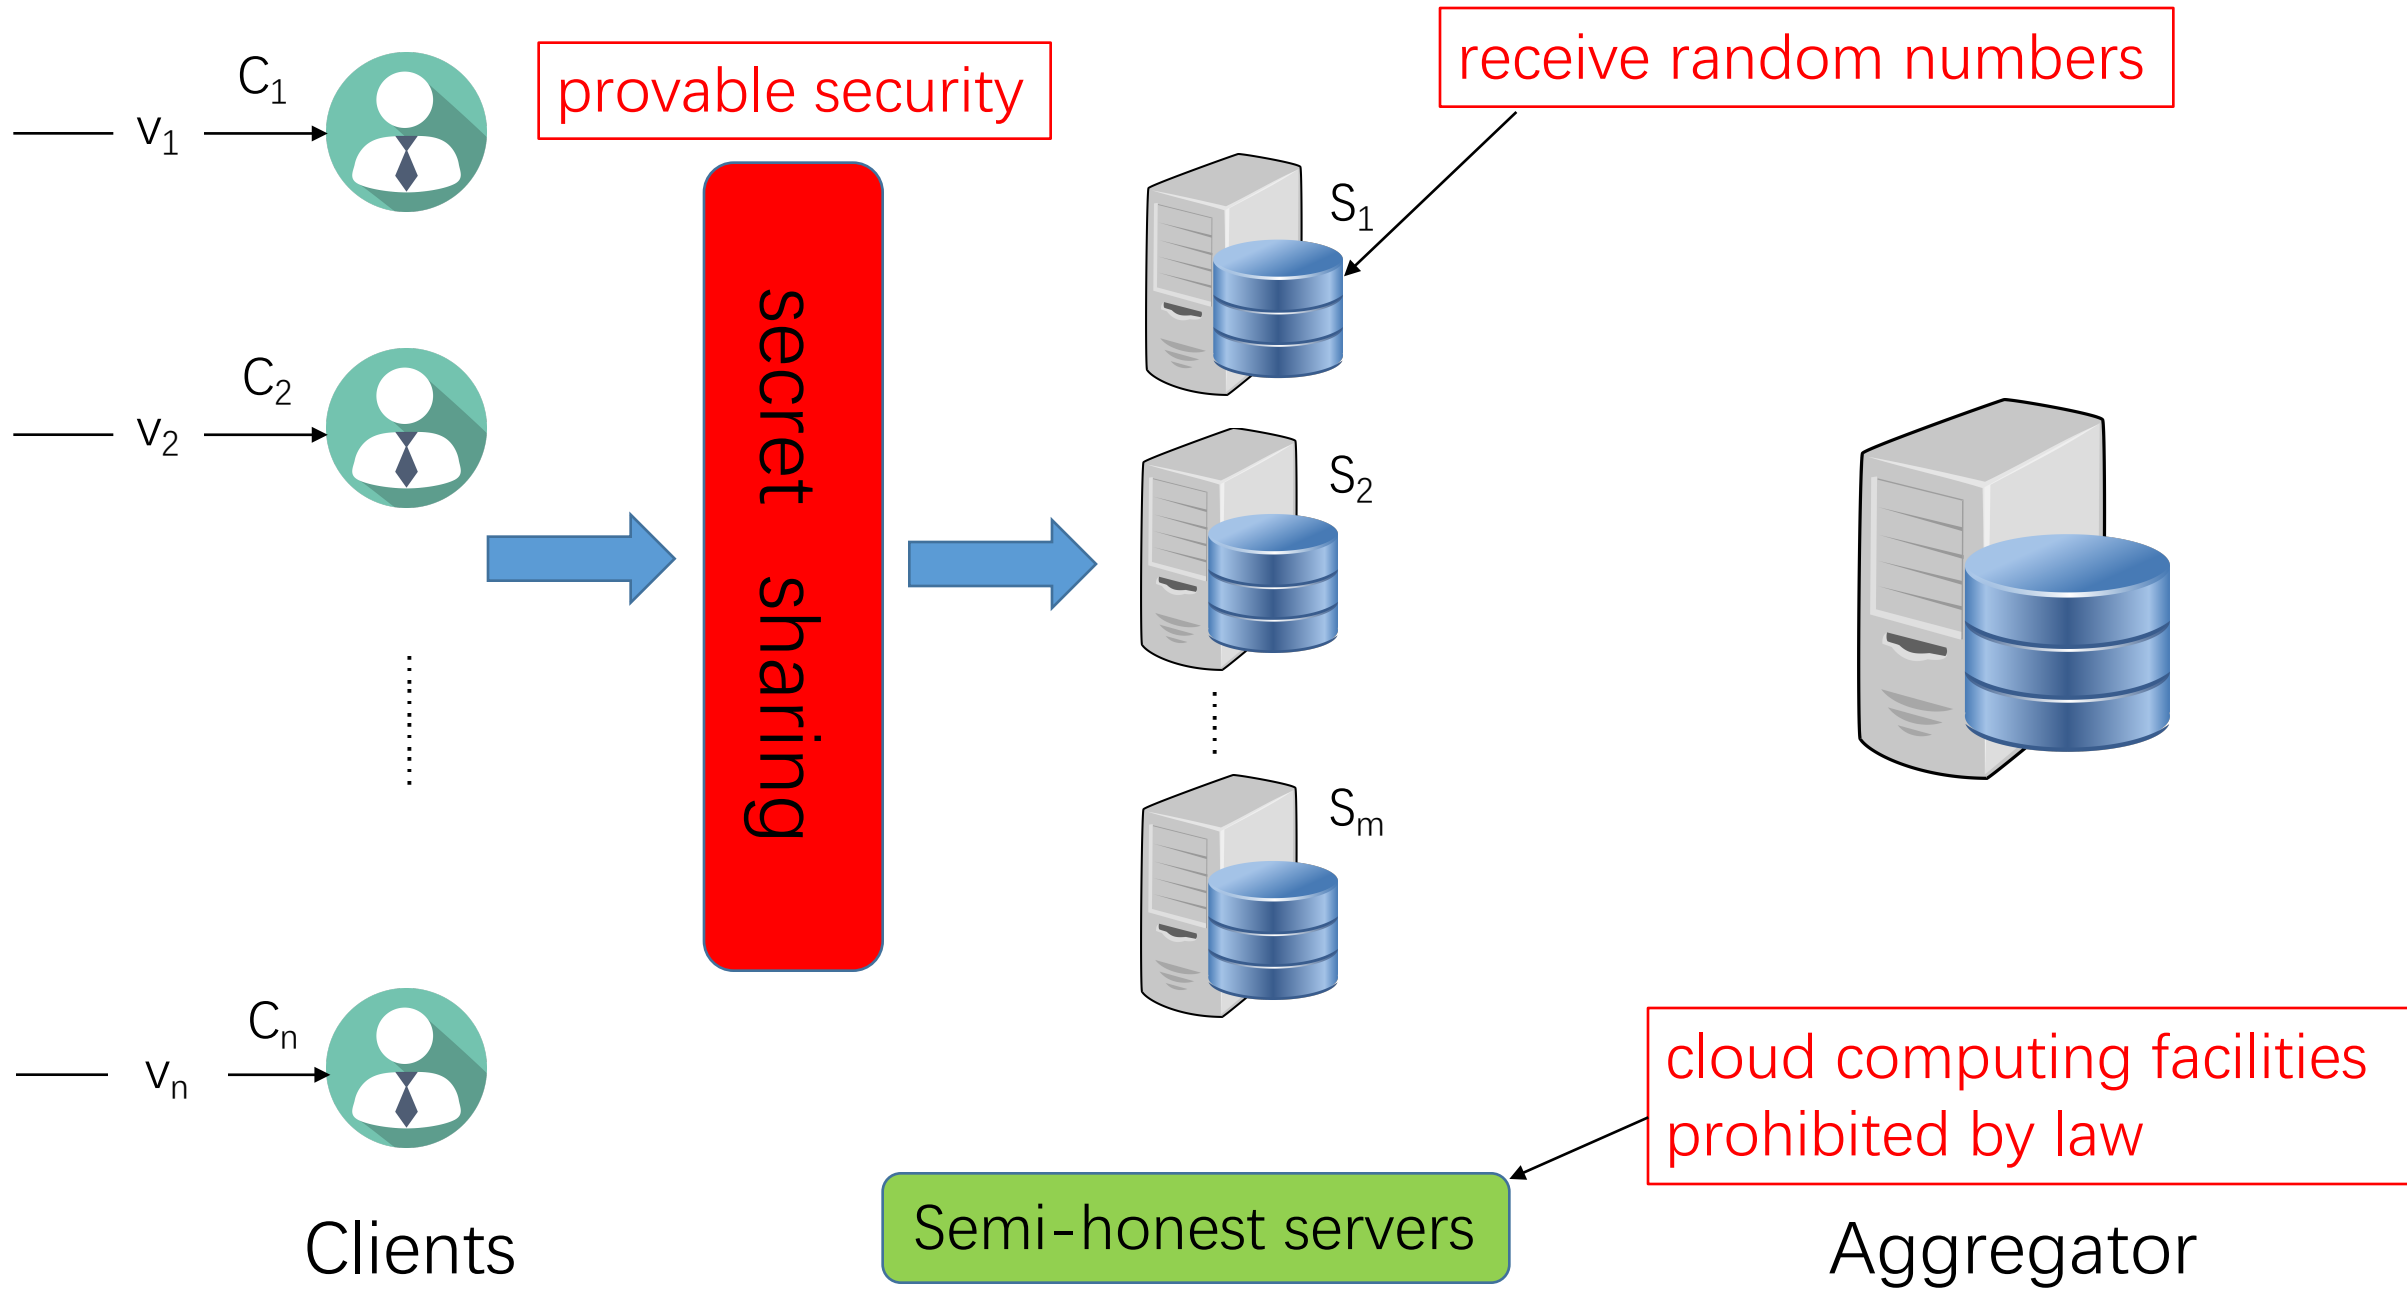 C₁
v₁
provable security
receive random numbers
S₁
C₂
v₂
secret sharing
S₂
Sₘ
Cₙ
vₙ
cloud computing facilities
prohibited by law
Clients
Semi-honest servers
Aggregator